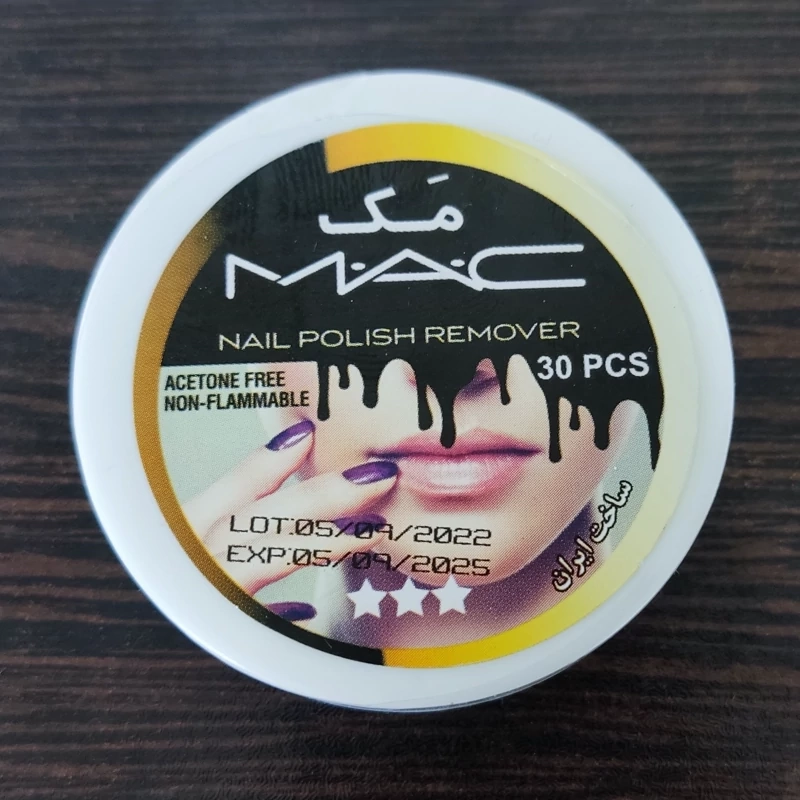 مَک
M·A·C
NAIL POLISH REMOVER
30 PCS
ACETONE FREE
NON-FLAMMABLE
LOT:05/09/2022
EXP:05/09/2025
ساخت ایران